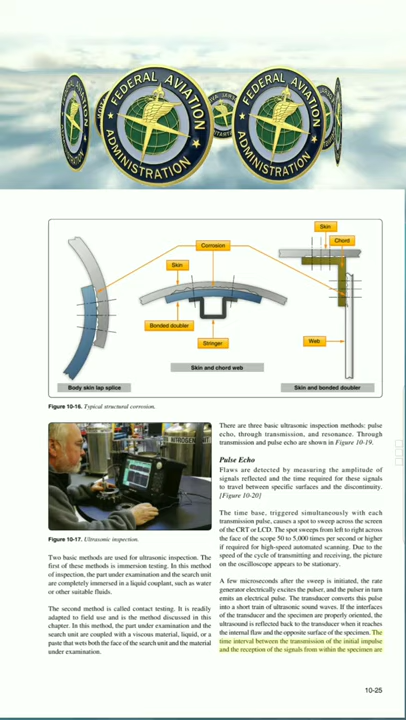 FEDERAL AVIATION
ADMINISTRATION
FEDERAL AVIATION
ADMINISTRATION
Skin
Chord
Corrosion
Skin
Bonded doubler
Stringer
Web
Skin and chord web
Body skin lap splice
Skin and bonded doubler
Figure 10-16. Typical structural corrosion.
NITROGEN
Figure 10-17. Ultrasonic inspection.
Two basic methods are used for ultrasonic inspection. The
first of these methods is immersion testing. In this method
of inspection, the part under examination and the search unit
are completely immersed in a liquid couplant, such as water
or other suitable fluids.
The second method is called contact testing. It is readily
adapted to field use and is the method discussed in this
chapter. In this method, the part under examination and the
search unit are coupled with a viscous material, liquid, or a
paste that wets both the face of the search unit and the material
under examination.
There are three basic ultrasonic inspection methods: pulse
echo, through transmission, and resonance. Through
transmission and pulse echo are shown in Figure 10-19.
Pulse Echo
Flaws are detected by measuring the amplitude of
signals reflected and the time required for these signals
to travel between specific surfaces and the discontinuity.
[Figure 10-20]
The time base, triggered simultaneously with each
transmission pulse, causes a spot to sweep across the screen
of the CRT or LCD. The spot sweeps from left to right across
the face of the scope 50 to 5,000 times per second or higher
if required for high-speed automated scanning. Due to the
speed of the cycle of transmitting and receiving, the picture
on the oscilloscope appears to be stationary.
A few microseconds after the sweep is initiated, the rate
generator electrically excites the pulser, and the pulser in turn
emits an electrical pulse. The transducer converts this pulse
into a short train of ultrasonic sound waves. If the interfaces
of the transducer and the specimen are properly oriented, the
ultrasound is reflected back to the transducer when it reaches
the internal flaw and the opposite surface of the specimen. The
time interval between the transmission of the initial impulse
and the reception of the signals from within the specimen are
10-25